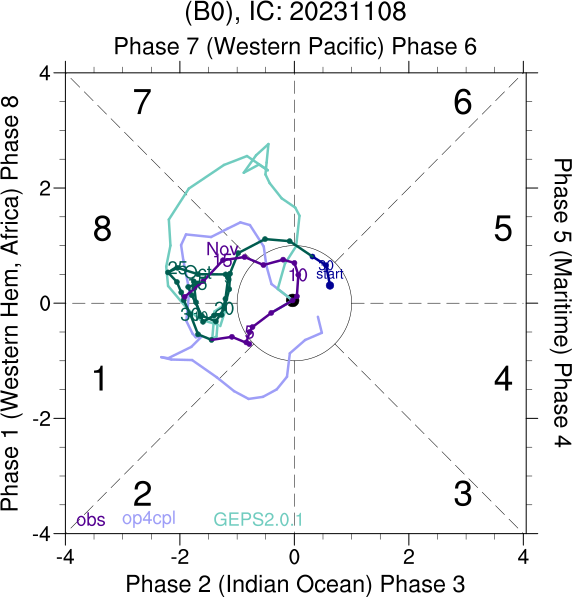 (B0), IC: 20231108
Phase 7 (Western Pacific) Phase 6
Phase 1 (Western Hem, Africa) Phase 8
Phase 5 (Maritime) Phase 4
4
2
0
-2
-4
7
6
8
5
1
4
2
3
Nov
15
10
start
25
Oct
20
5
obs
op4cpl
GEPS2.0.1
-4
-2
0
2
4
Phase 2 (Indian Ocean) Phase 3